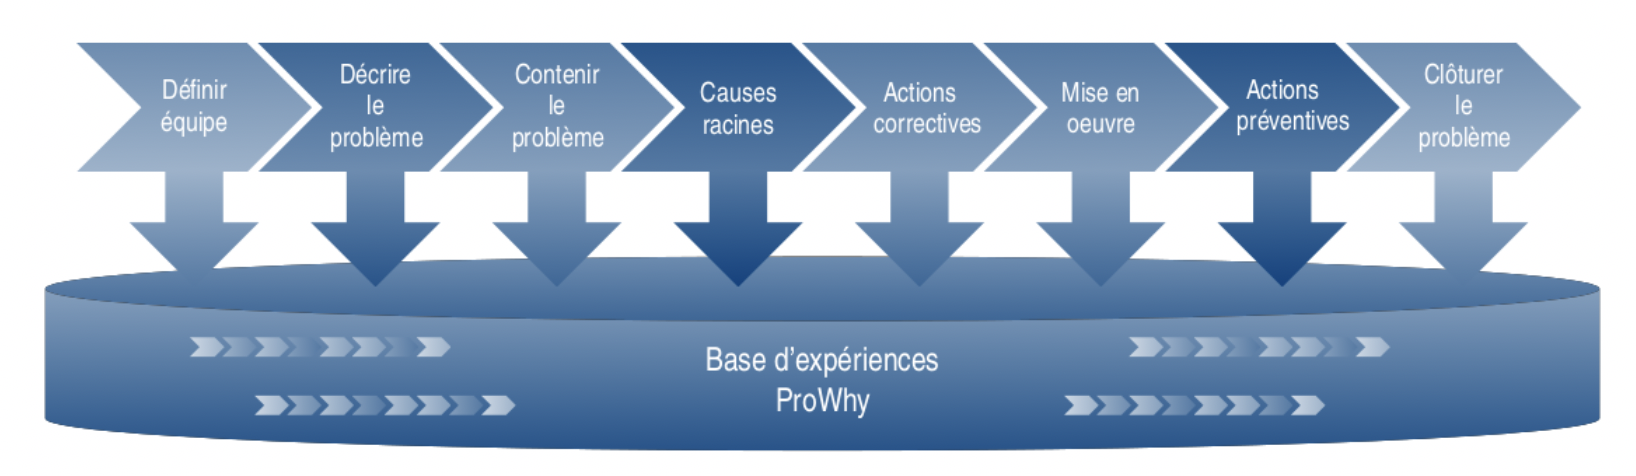 Définir
équipe
Décrire
le
problème
Contenir
le
problème
Causes
racines
Actions
correctives
Mise en
oeuvre
Actions
préventives
Clôturer
le
problème
Base d'expériences
ProWhy